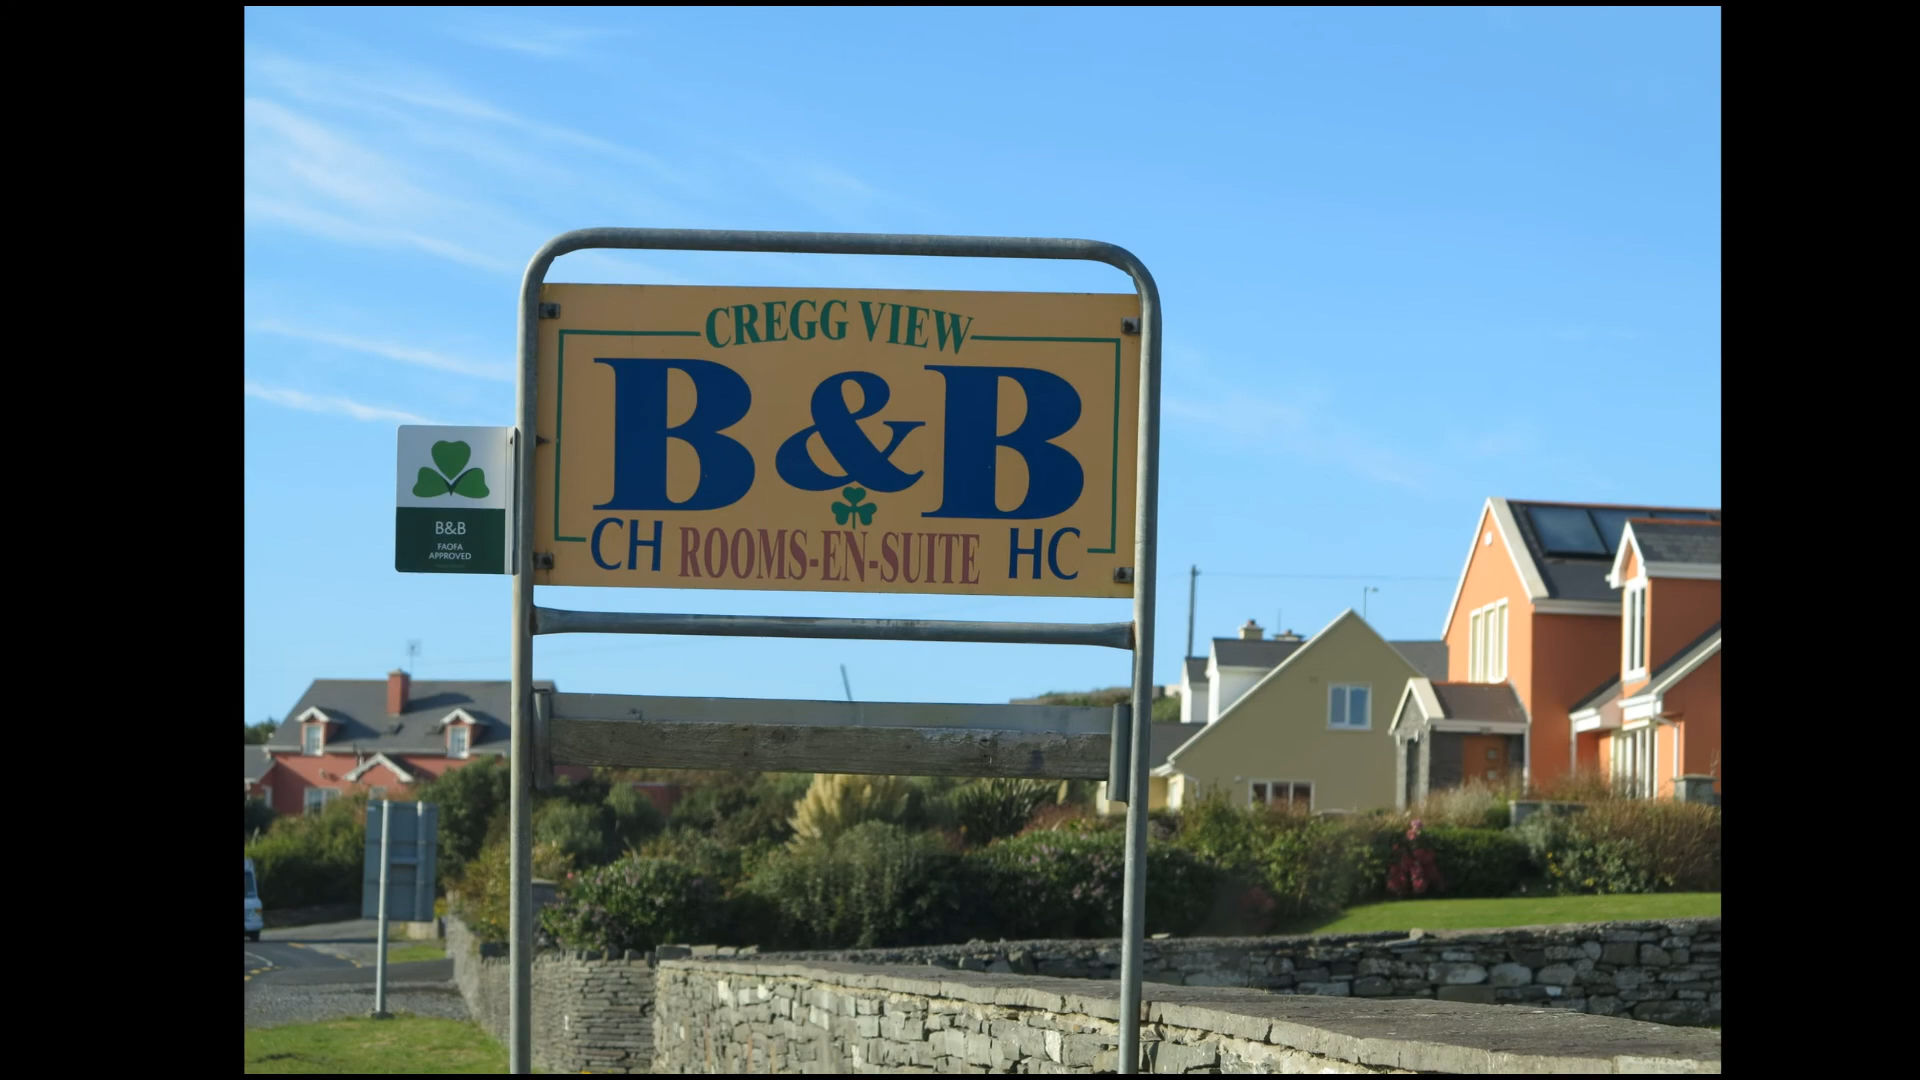 CREGG VIEW
B&B
CH ROOMS-EN-SUITE HC
B&B
FAOFA
APPROVED